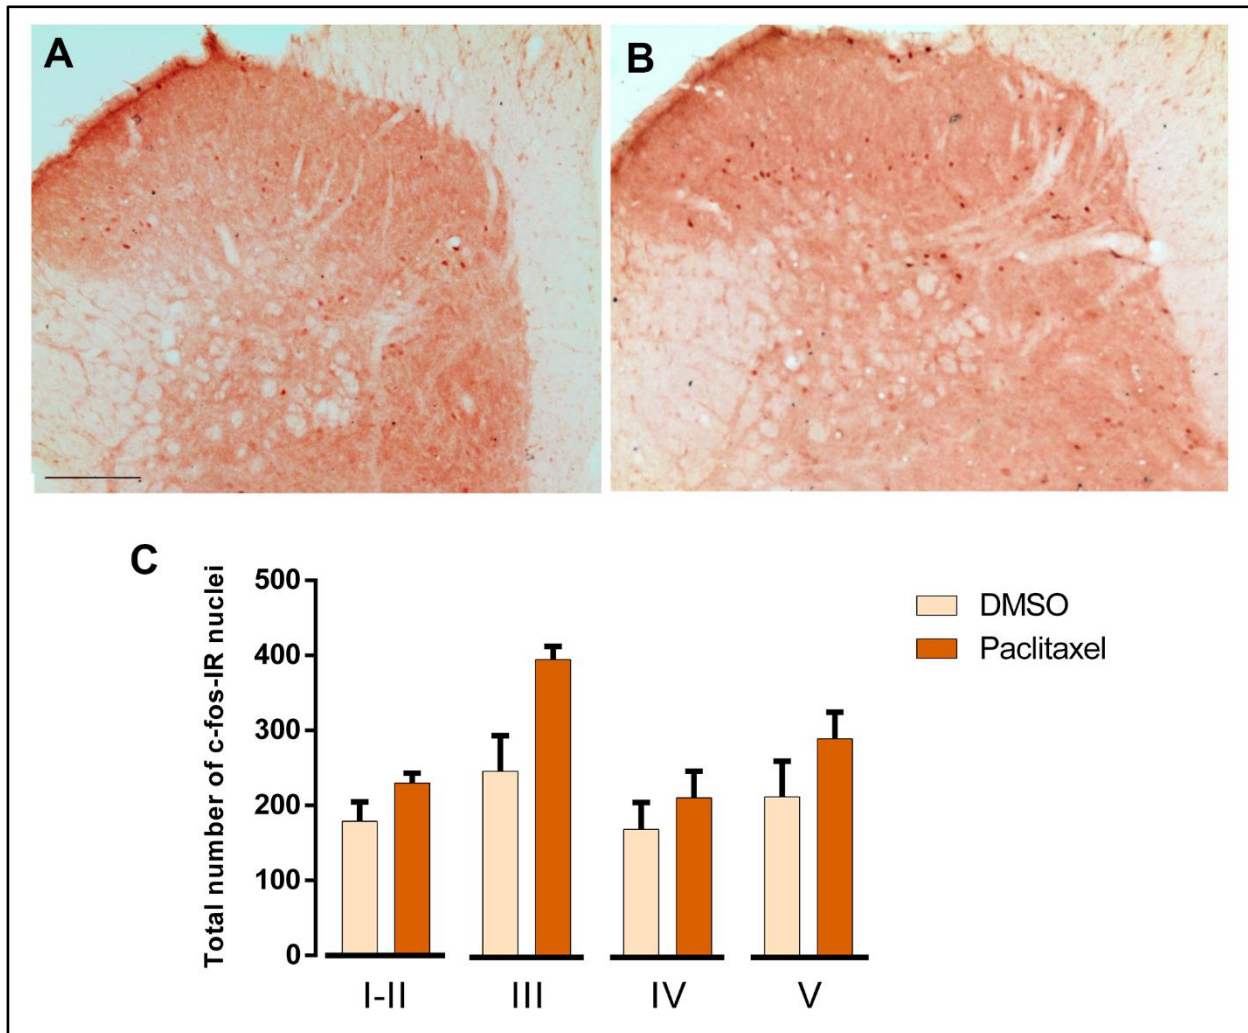 A
B
C
Total number of c-fos-IR nuclei
500
400
300
200
100
0
I-II
III
IV
V
DMSO
Paclitaxel